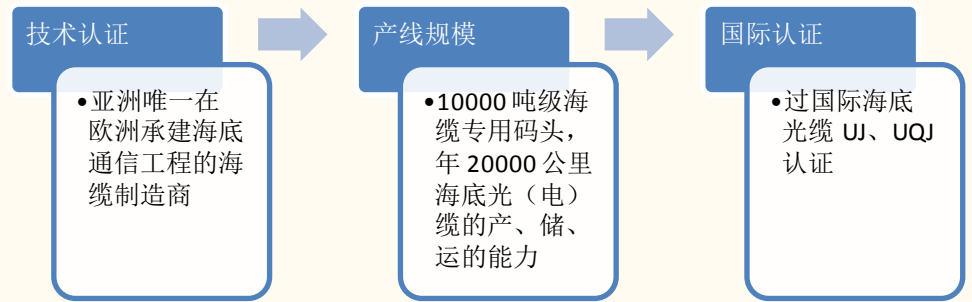 技术认证
•亚洲唯一在
欧洲承建海底
通信工程的海
缆制造商
产线规模
•10000 吨级海
缆专用码头，
年 20000 公里
海底光（电）
缆的产、储、
运的能力
国际认证
•过国际海底
光缆 UJ、UQJ
认证